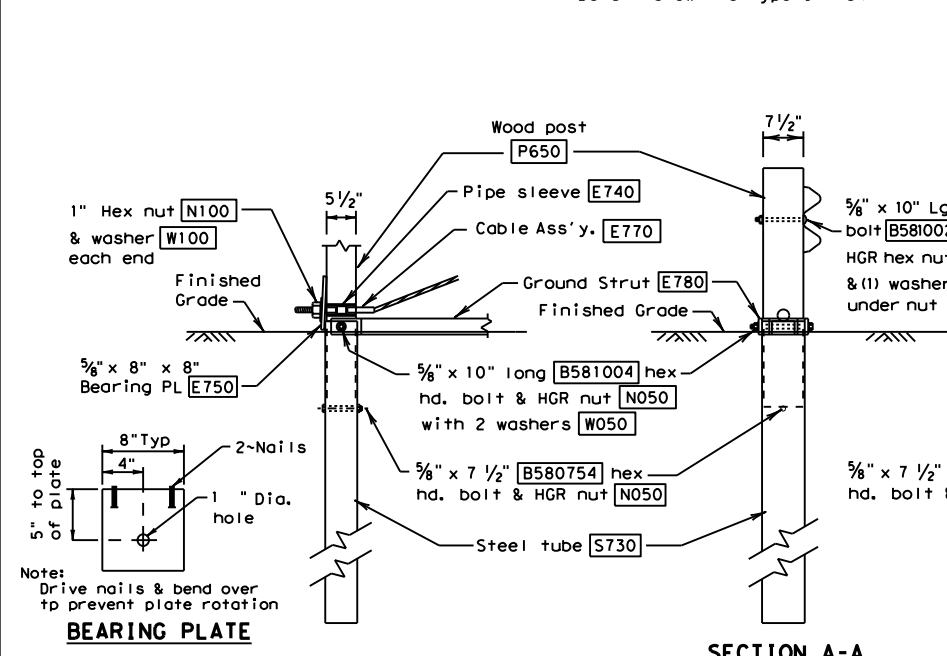 7 ½"
Wood post
P650
5 ½"
Pipe sleeve E740
1" Hex nut N100
& washer W100
each end
Cable Ass'y. E770
⅝" x 10"
bolt
HGR hex
& (1) washer
under nut
Finished
Grade
Ground Strut E780
Finished Grade
⅝" x 8" x 8"
Bearing PL E750
⅝" x 10" long B581004 hex
hd. bolt & HGR nut N050
with 2 washers W050
8"Typ
4"
2~Nails
5" to top
of plate
1 " Dia.
hole
⅝" x 7 ½" B580754 hex
hd. bolt & HGR nut N050
⅝" x 7 ½"
hd. bolt
Steel tube S730
Note:
Drive nails & bend over
tp prevent plate rotation
BEARING PLATE
SECTION A-A